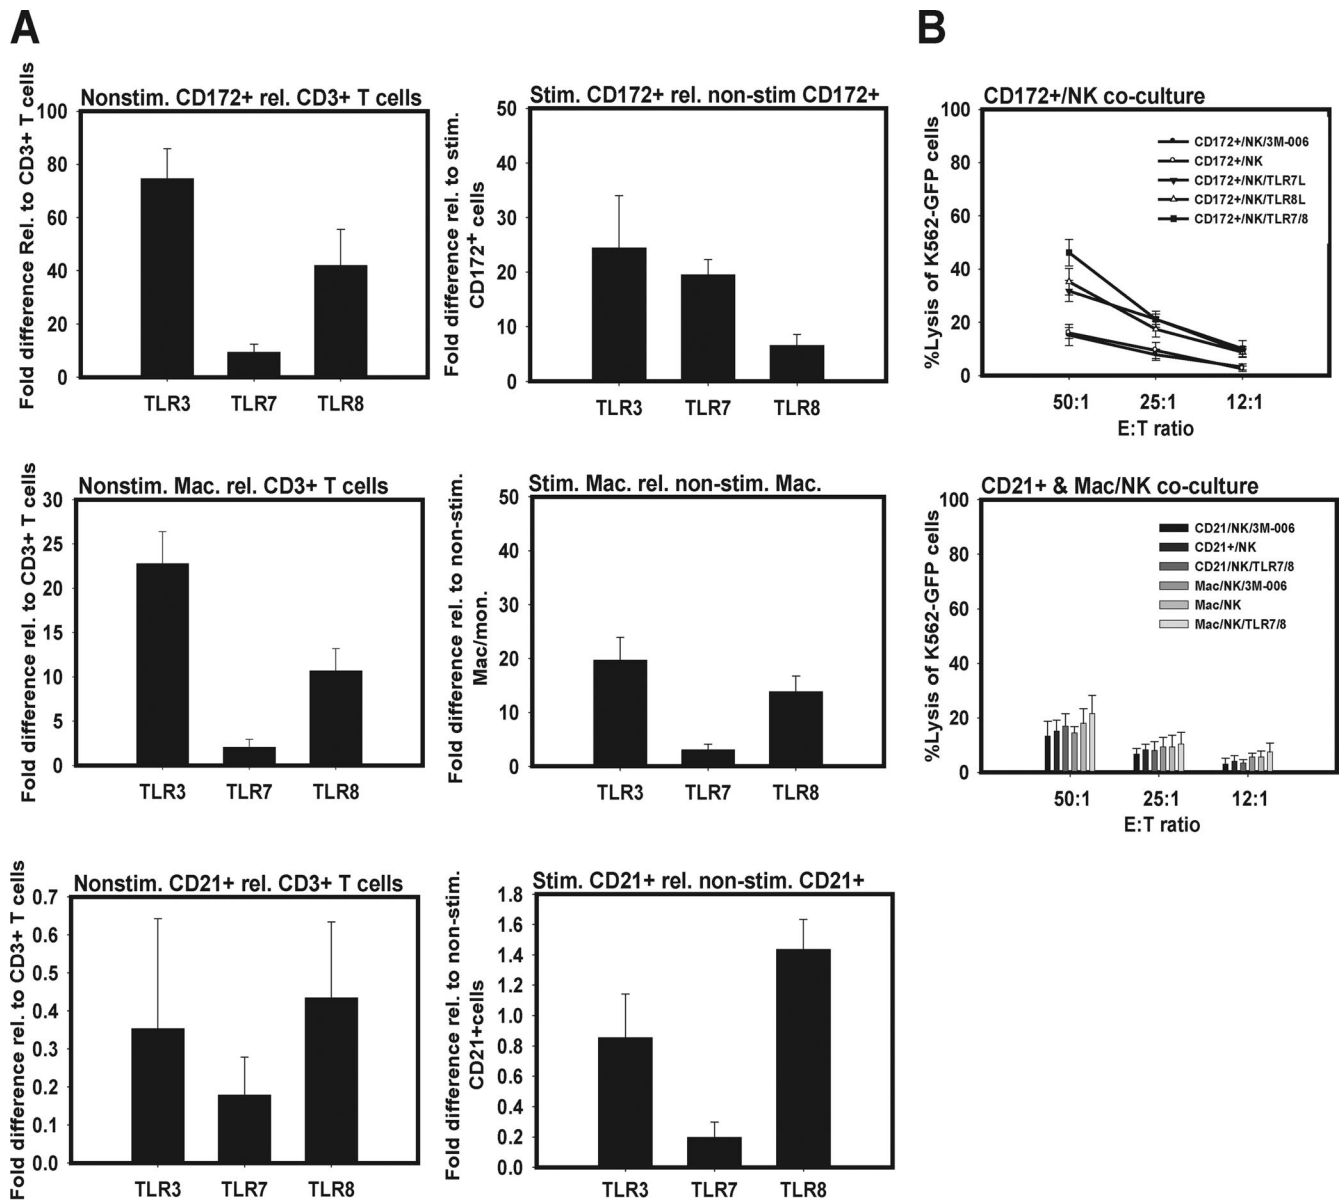 A
B
Nonstim. CD172+ rel. CD3+ T cells
Fold difference Rel. to CD3+ T cells
100
80
60
40
20
0
TLR3 TLR7 TLR8
Stim. CD172+ rel. non-stim CD172+
Fold difference rel. to stim.
CD172+ cells
50
40
30
20
10
0
TLR3 TLR7 TLR8
CD172+/NK co-culture
%Lysis of K562-GFP cells
100
80
60
40
20
0
CD172+/NK/3M-006
CD172+/NK
CD172+/NK/TLR7L
CD172+/NK/TLR8L
CD172+/NK/TLR7/8
50:1 25:1 12:1
E:T ratio
Nonstim. Mac. rel. CD3+ T cells
Fold difference rel. to CD3+ T cells
30
25
20
15
10
5
0
TLR3 TLR7 TLR8
Stim. Mac. rel. non-stim. Mac.
Fold difference rel. to non-stim.
Mac/mon.
50
40
30
20
10
0
TLR3 TLR7 TLR8
CD21+ & Mac/NK co-culture
%Lysis of K562-GFP cells
100
80
60
40
20
0
CD21/NK/3M-006
CD21+/NK
CD21/NK/TLR7/8
Mac/NK/3M-006
Mac/NK
Mac/NK/TLR7/8
50:1 25:1 12:1
E:T ratio
Nonstim. CD21+ rel. CD3+ T cells
Fold difference rel. to CD3+ T cells
0.7
0.6
0.5
0.4
0.3
0.2
0.1
0.0
TLR3 TLR7 TLR8
Stim. CD21+ rel. non-stim. CD21+
Fold difference rel. to non-stim.
CD21+cells
1.8
1.6
1.4
1.2
1.0
0.8
0.6
0.4
0.2
0.0
TLR3 TLR7 TLR8